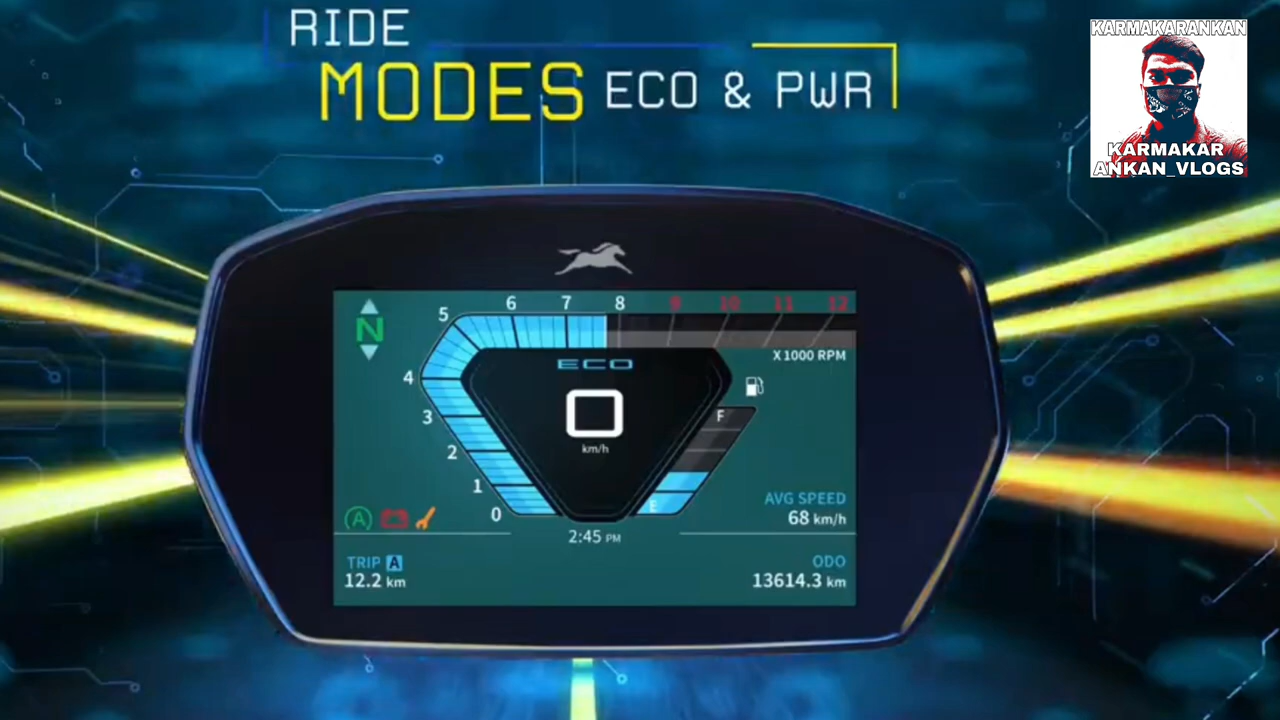 RIDE
MODES ECO & PWR
KARMAKARANKAN
KARMAKAR
ANKAN_VLOGS
N
5 6 7 8 9 10 11 12
X1000 RPM
ECO
4
0
km/h
F
3
2
1
0
E
A
AVG SPEED
68 km/h
2:45 PM
TRIP A
12.2 km
ODO
13614.3 km